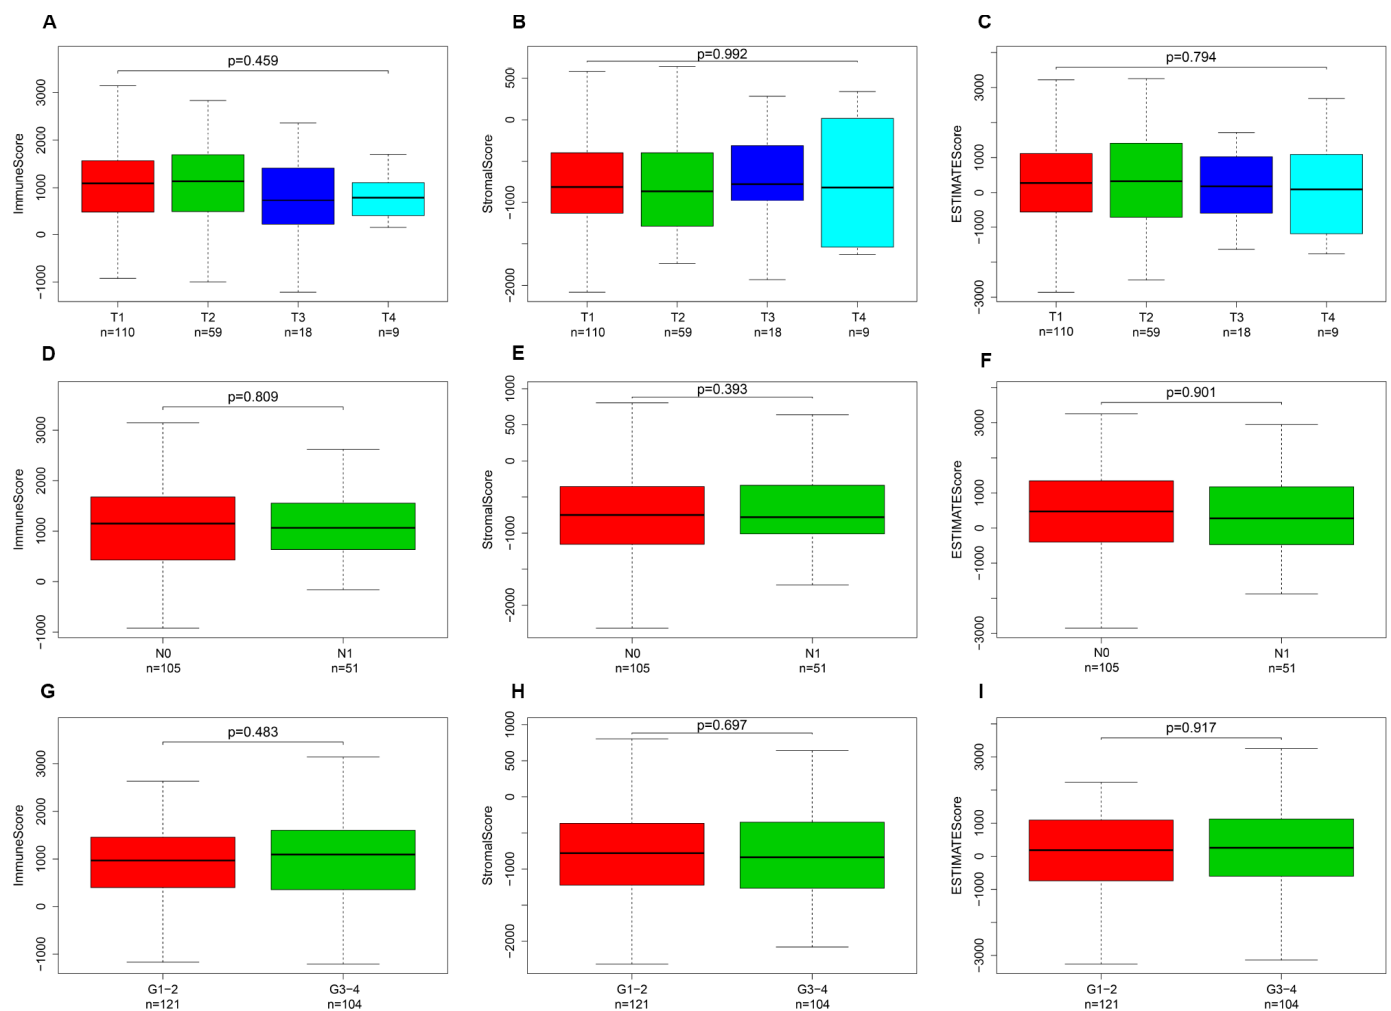 A
p=0.459
ImmuneScore
3000
2000
1000
0
−1000
T1 T2 T3 T4
n=110 n=59 n=18 n=9
B
p=0.992
StromalScore
500
0
−1000
−2000
T1 T2 T3 T4
n=110 n=59 n=18 n=9
C
p=0.794
ESTIMATEScore
3000
1000
0
−1000
−3000
T1 T2 T3 T4
n=110 n=59 n=18 n=9
D
p=0.809
ImmuneScore
3000
2000
1000
0
−1000
N0 N1
n=105 n=51
E
p=0.393
StromalScore
1000
500
0
−1000
−2000
N0 N1
n=105 n=51
F
p=0.901
ESTIMATEScore
3000
1000
0
−1000
−3000
N0 N1
n=105 n=51
G
p=0.483
ImmuneScore
3000
2000
1000
0
−1000
G1−2 G3−4
n=121 n=104
H
p=0.697
StromalScore
1000
500
0
−1000
−2000
G1−2 G3−4
n=121 n=104
I
p=0.917
ESTIMATEScore
3000
1000
0
−1000
−3000
G1−2 G3−4
n=121 n=104